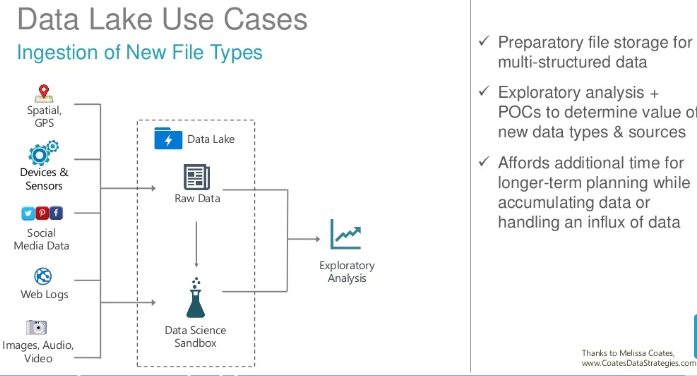 Data Lake Use Cases
Ingestion of New File Types
Spatial,
GPS
Devices &
Sensors
Social
Media Data
Web Logs
Images, Audio,
Video
Data Lake
Raw Data
Data Science
Sandbox
Exploratory
Analysis
✓ Preparatory file storage for
multi-structured data
✓ Exploratory analysis +
POCs to determine value of
new data types & sources
✓ Affords additional time for
longer-term planning while
accumulating data or
handling an influx of data
Thanks to Melissa Coates,
www.CoatesDataStrategies.com